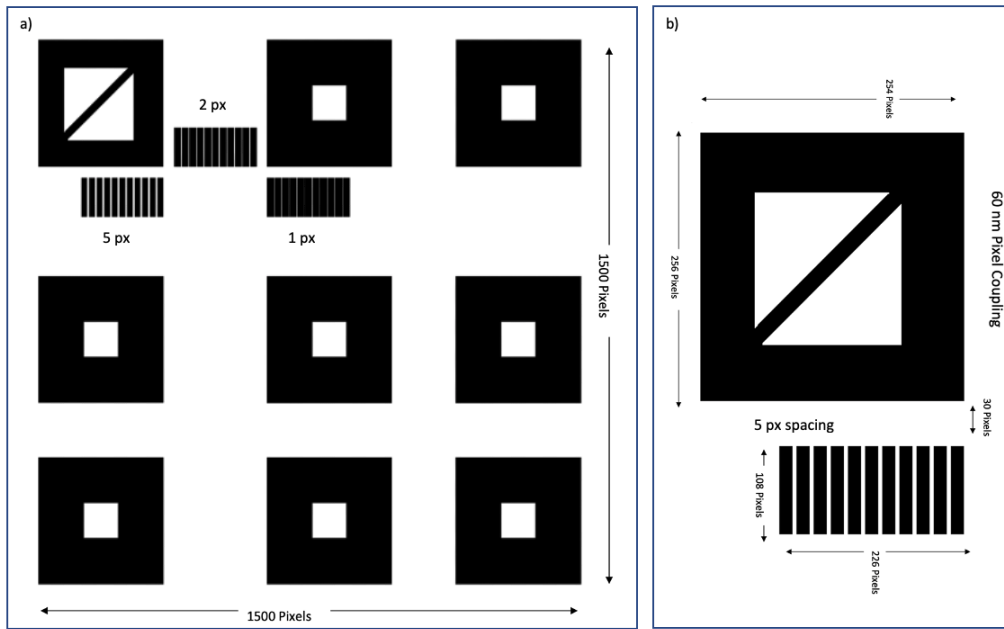 a)
2 px
5 px
1 px
1500 Pixels
1500 Pixels
b)
254 Pixels
256 Pixels
60 nm Pixel Coupling
30 Pixels
5 px spacing
108 Pixels
226 Pixels